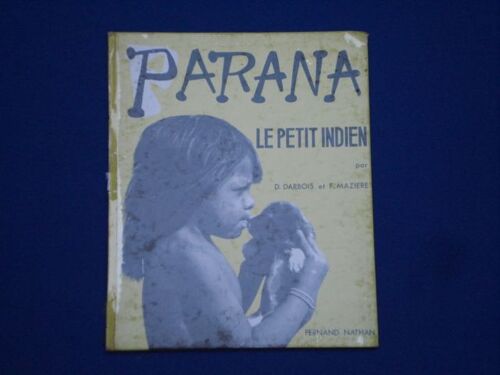 PARANA
LE PETIT INDIEN
par
D. DARBOIS et F. MAZIERE
FERNAND NATHAN